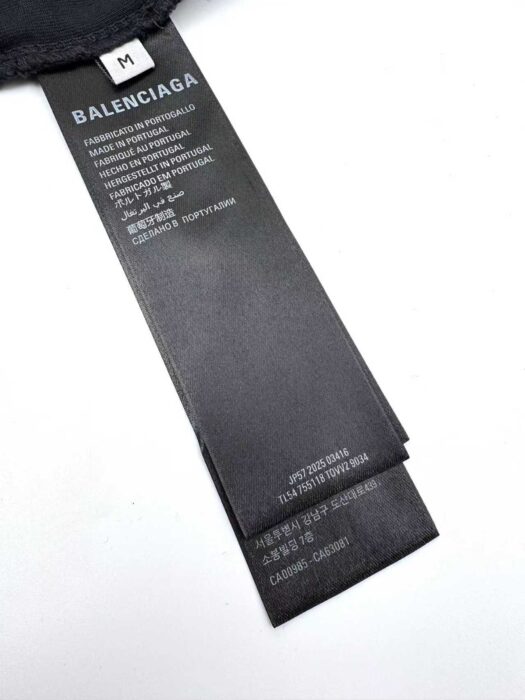 M
BALENCIAGA
FABBRICATO IN PORTOGALLO
MADE IN PORTUGAL
FABRIQUÉ AU PORTUGAL
HECHO EN PORTUGAL
HERGESTELLT IN PORTUGAL
FABRICADO EM PORTUGAL
ポルトガル製
صنع في البرتغال
葡萄牙制造
СДЕЛАНО В ПОРТУГАЛИИ
JP57 2025 03416
TL54 755118 TQVV2 9034
서울특별시 강남구 도산대로439,
소봉빌딩 7층
CA00985-CA63081